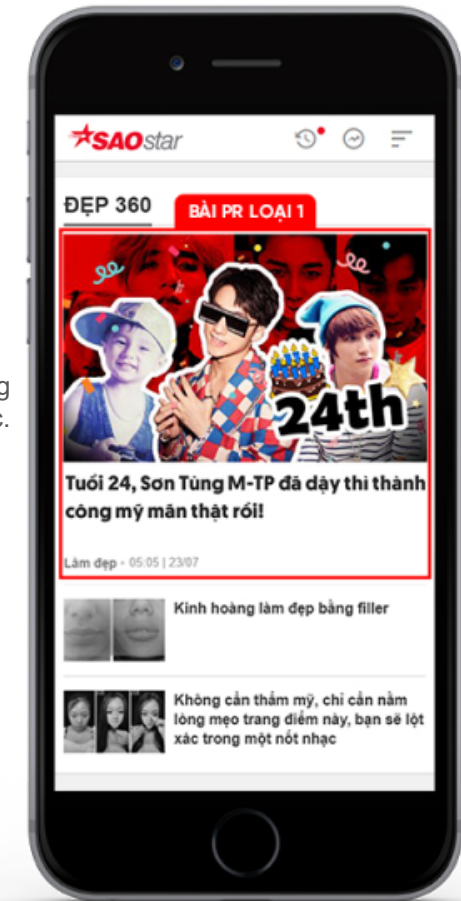 SAOstar
ĐẸP 360
BÀI PR LOẠI 1
24th
Tuổi 24, Sơn Tùng M-TP đã dậy thì thành
công mỹ mãn thật rồi!
Làm đẹp - 05:05 | 23/07
Kinh hoàng làm đẹp bằng filler
Không cần thẩm mỹ, chỉ cần nằm
lòng mẹo trang điểm này, bạn sẽ lột
xác trong một nốt nhạc